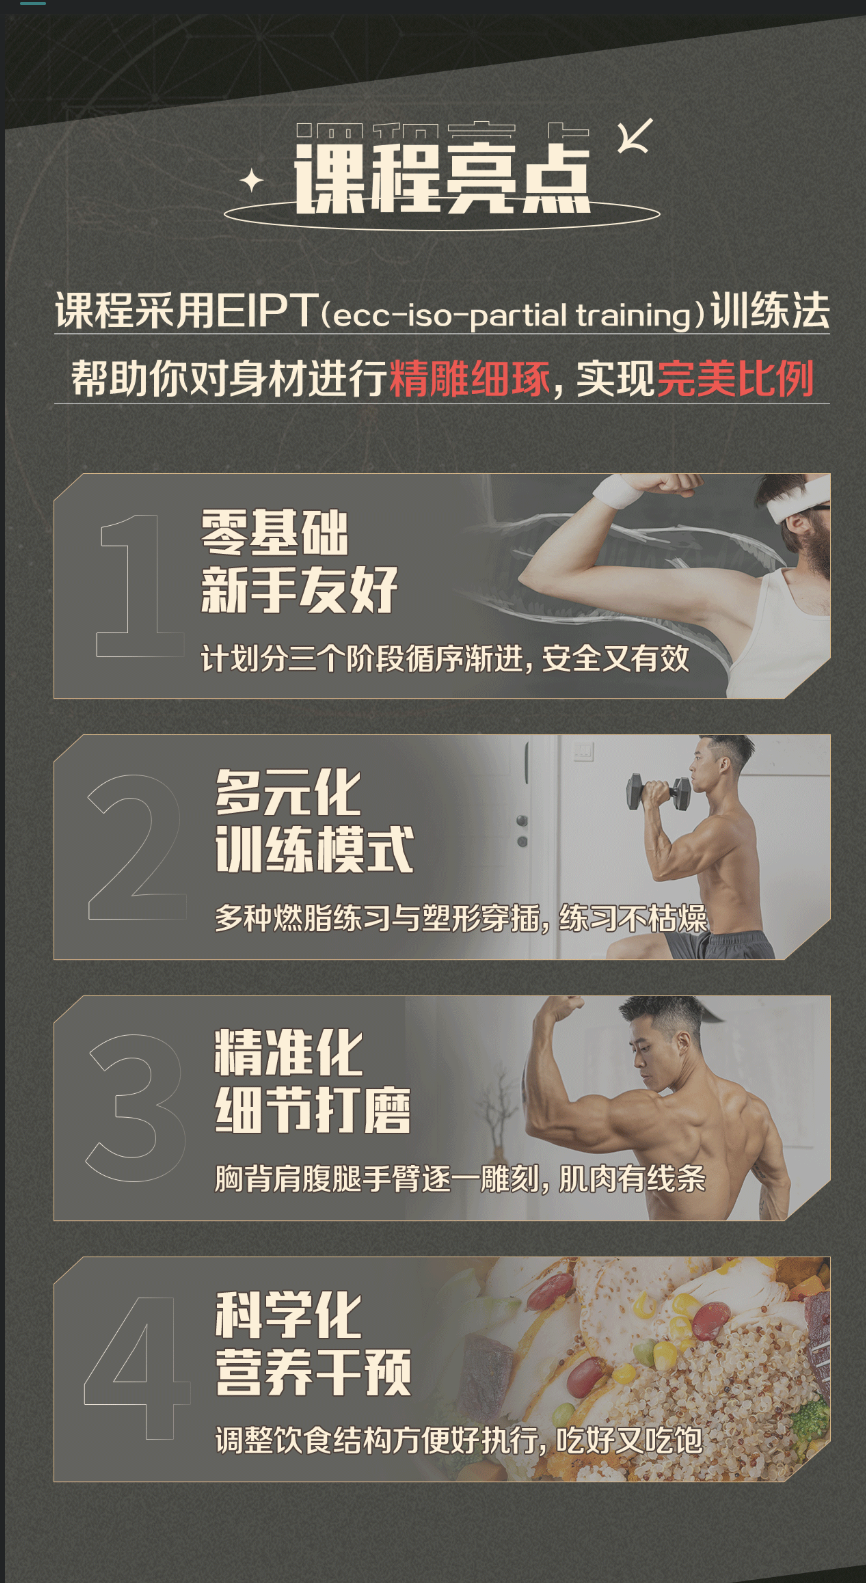 课程亮点
课程采用EIPT(ecc-iso-partial training)训练法
帮助你对身材进行精雕细琢，实现完美比例
1
零基础
新手友好
计划分三个阶段循序渐进，安全又有效
2
多元化
训练模式
多种燃脂练习与塑形穿插，练习不枯燥
3
精准化
细节打磨
胸背肩腹腿手臂逐一雕刻，肌肉有线条
4
科学化
营养干预
调整饮食结构方便好执行，吃好又吃饱